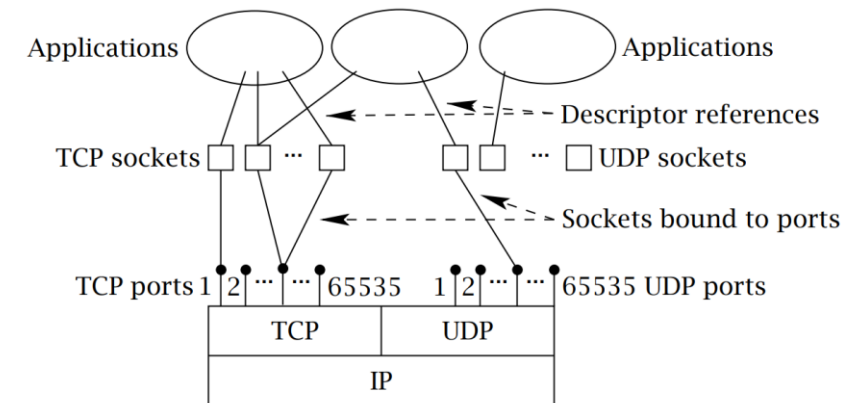 Applications Applications
Descriptor references
TCP sockets ... ... UDP sockets
Sockets bound to ports
TCP ports 1 2 ... ... 65535 1 2 ... ... 65535 UDP ports
TCP UDP
IP